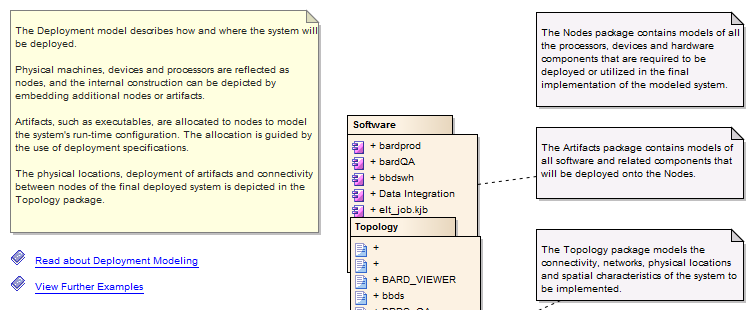 The Deployment model describes how and where the system will
be deployed.
Physical machines, devices and processors are reflected as
nodes, and the internal construction can be depicted by
embedding additional nodes or artifacts.
Artifacts, such as executables, are allocated to nodes to model
the system's run-time configuration. The allocation is guided by
the use of deployment specifications.
The physical locations, deployment of artifacts and connectivity
between nodes of the final deployed system is depicted in the
Topology package.
Read about Deployment Modeling
View Further Examples
Software
+ bardprod
+ bardQA
+ bbdswh
+ Data Integration
+ elt_job.kjb
Topology
+
+
+ BARD_VIEWER
+ bbds
The Nodes package contains models of all
the processors, devices and hardware
components that are required to be
deployed or utilized in the final
implementation of the modeled system.
The Artifacts package contains models of
all software and related components that
will be deployed onto the Nodes.
The Topology package models the
connectivity, networks, physical locations
and spatial characteristics of the system to
be implemented.